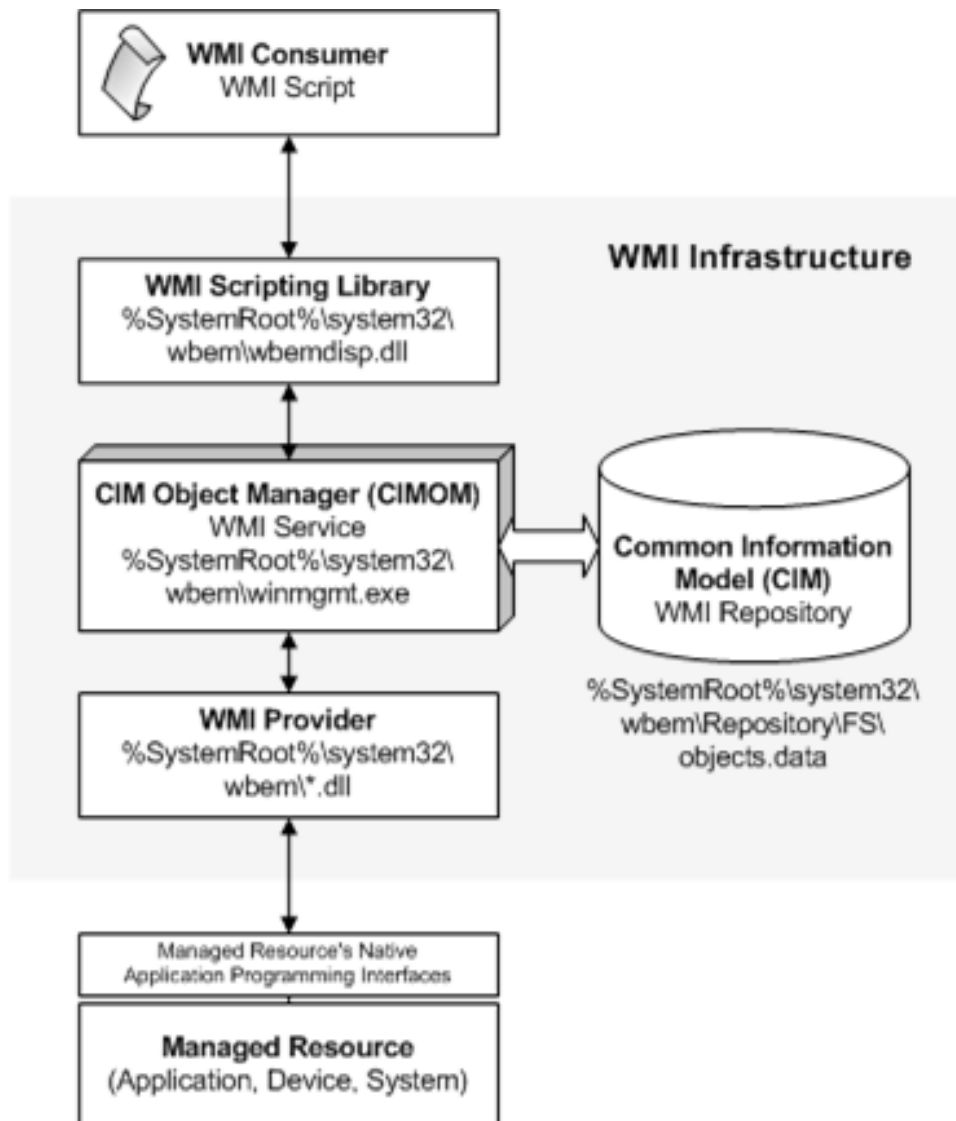 WMI Consumer
WMI Script
WMI Infrastructure
WMI Scripting Library
%SystemRoot%\system32\
wbem\wbemdisp.dll
CIM Object Manager (CIMOM)
WMI Service
%SystemRoot%\system32\
wbem\winmgmt.exe
Common Information
Model (CIM)
WMI Repository
%SystemRoot%\system32\
wbem\Repository\FS\
objects.data
WMI Provider
%SystemRoot%\system32\
wbem\*.dll
Managed Resource's Native
Application Programming Interfaces
Managed Resource
(Application, Device, System)